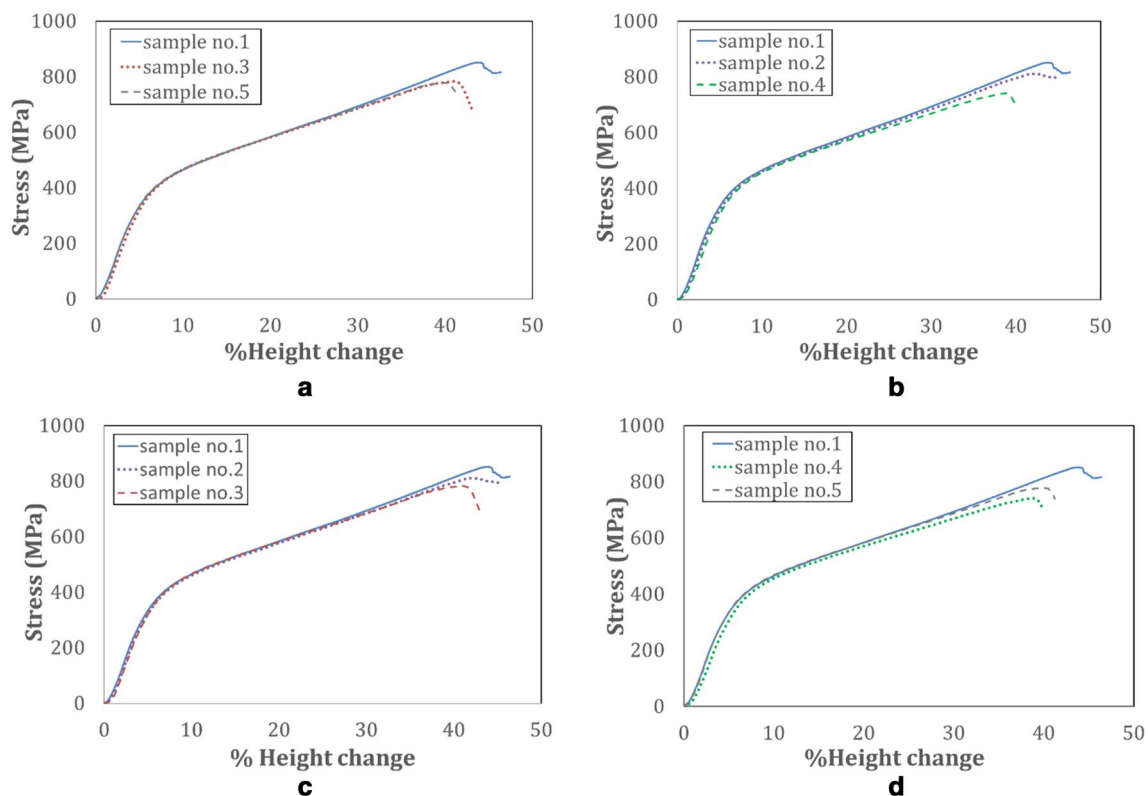 1000
800
600
400
200
0
Stress (MPa)
sample no.1
sample no.3
sample no.5
0 10 20 30 40 50
%Height change
a
1000
800
600
400
200
0
Stress (MPa)
sample no.1
sample no.2
sample no.4
0 10 20 30 40 50
%Height change
b
1000
800
600
400
200
0
Stress (MPa)
sample no.1
sample no.2
sample no.3
0 10 20 30 40 50
% Height change
c
1000
800
600
400
200
0
Stress (MPa)
sample no.1
sample no.4
sample no.5
0 10 20 30 40 50
%Height change
d